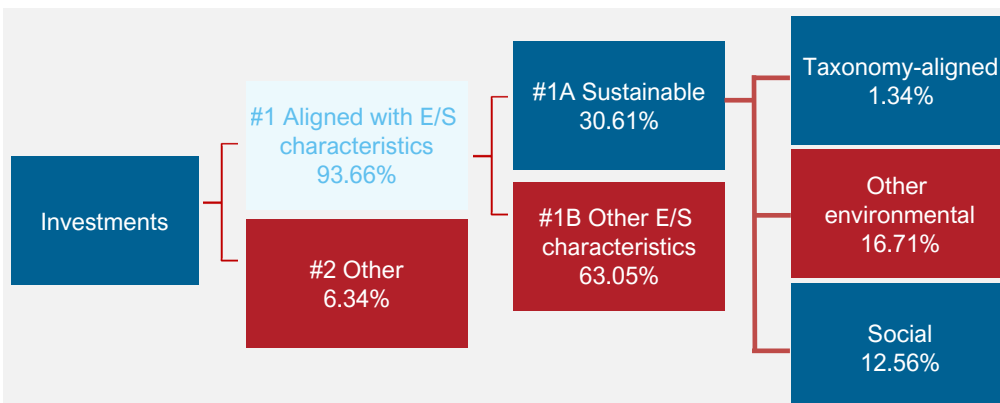 Investments
#1 Aligned with E/S
characteristics
93.66%
#2 Other
6.34%
#1A Sustainable
30.61%
#1B Other E/S
characteristics
63.05%
Taxonomy-aligned
1.34%
Other
environmental
16.71%
Social
12.56%